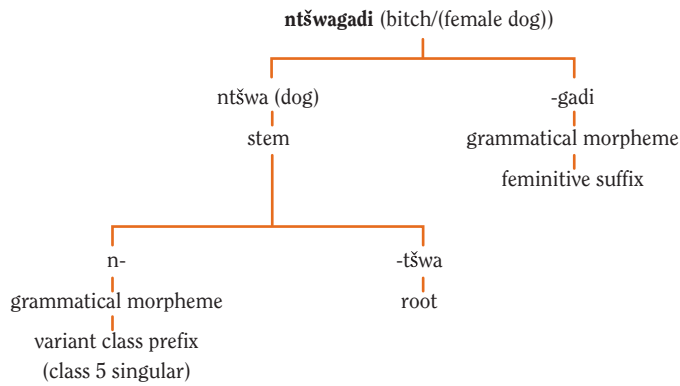 ntšwagadi (bitch/(female dog))
ntšwa (dog)
-gadi
stem
grammatical morpheme
feminitive suffix
n-
-tšwa
grammatical morpheme
root
variant class prefix
(class 5 singular)